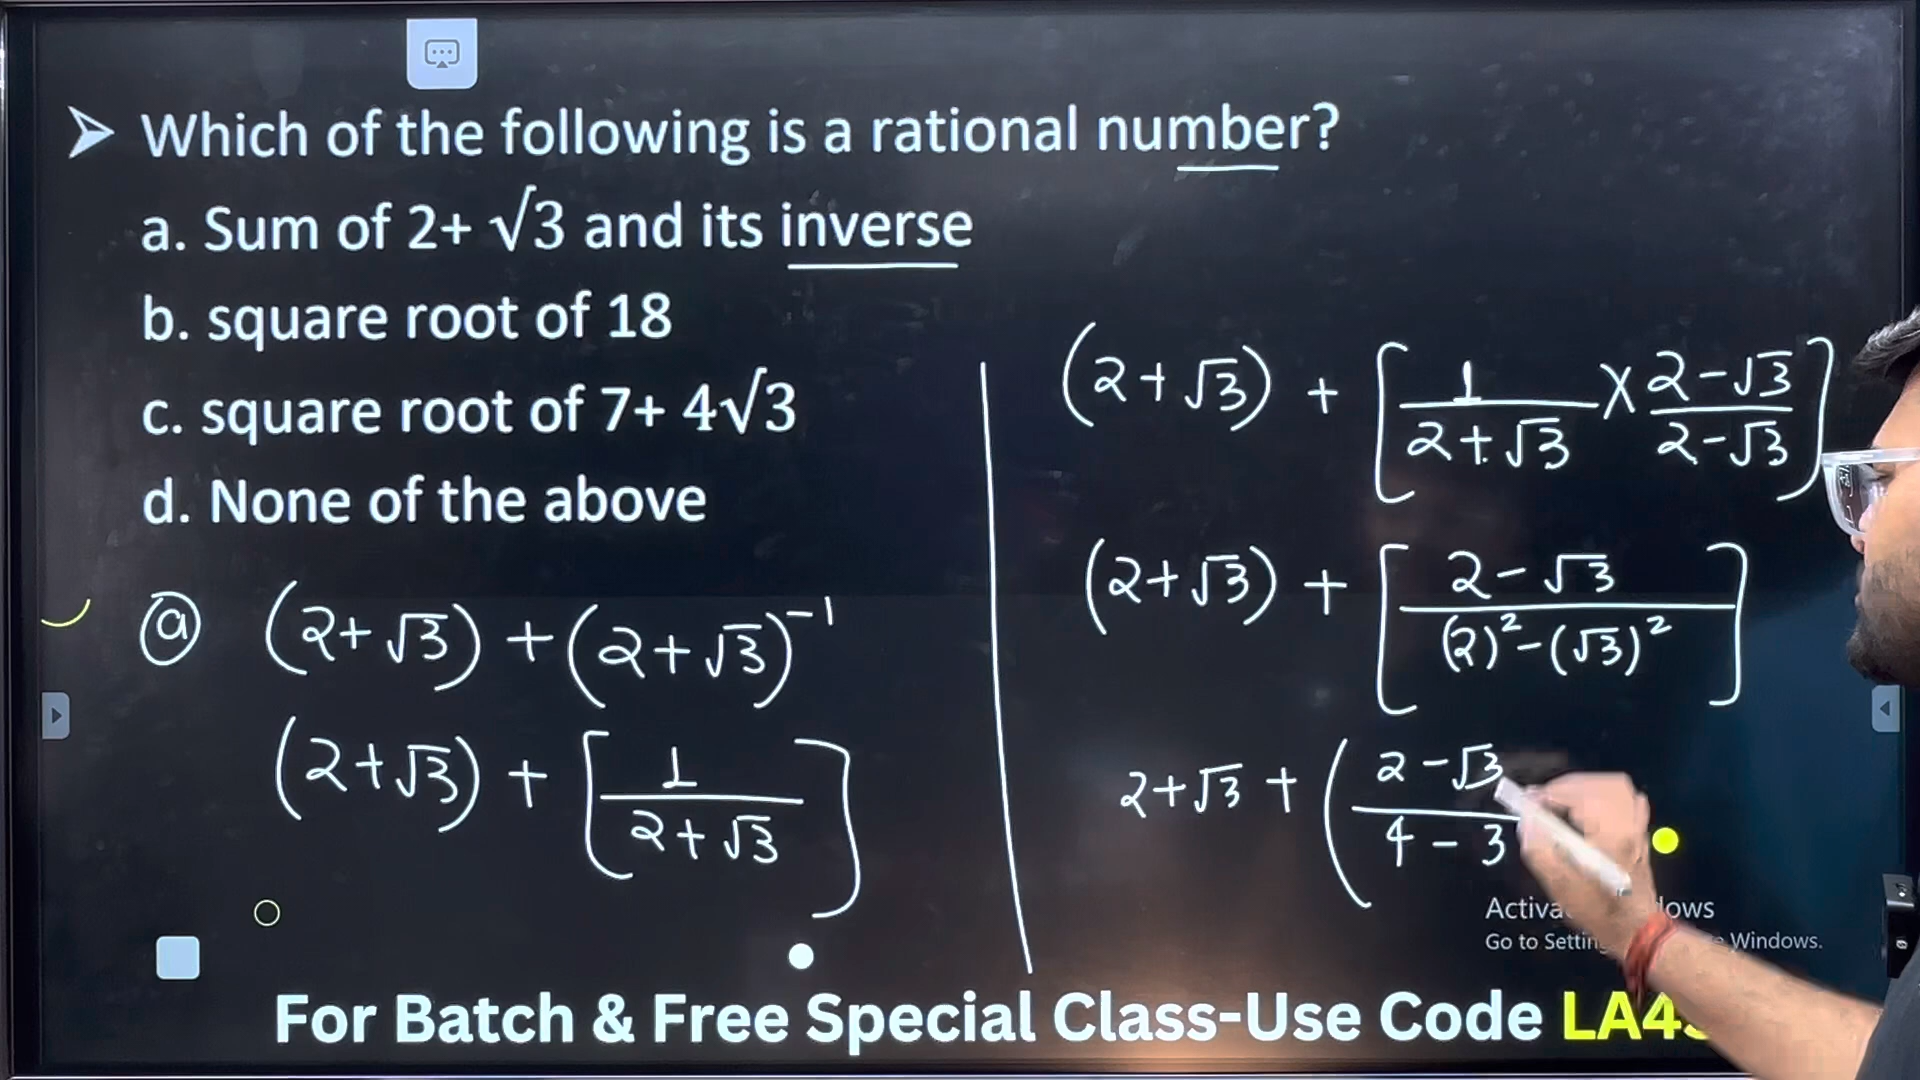 ➤ Which of the following is a rational number?
a. Sum of 2+ √3 and its inverse
b. square root of 18
c. square root of 7+ 4√3
d. None of the above
ⓐ (2+√3) + (2+√3)⁻¹
(2+√3) + [1/(2+√3)]
(2+√3) + [1/(2+√3) × (2-√3)/(2-√3)]
(2+√3) + [(2-√3)/((2)²-(√3)²)]
2+√3 + ((2-√3)/(4-3)
Go to Windows.
For Batch & Free Special Class-Use Code